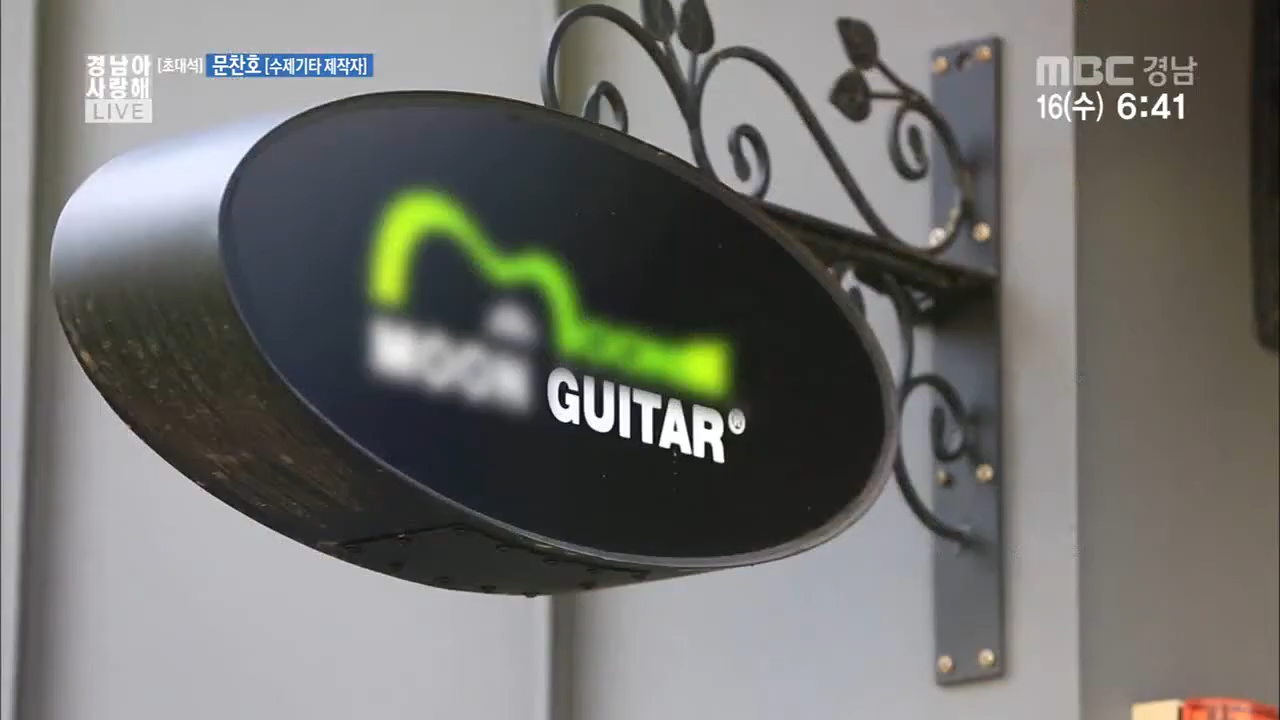 경남아
사랑해
LIVE
[초대석] 문찬호 [수제기타 제작자]
MBC 경남
16(수) 6:41
MOON GUITAR®